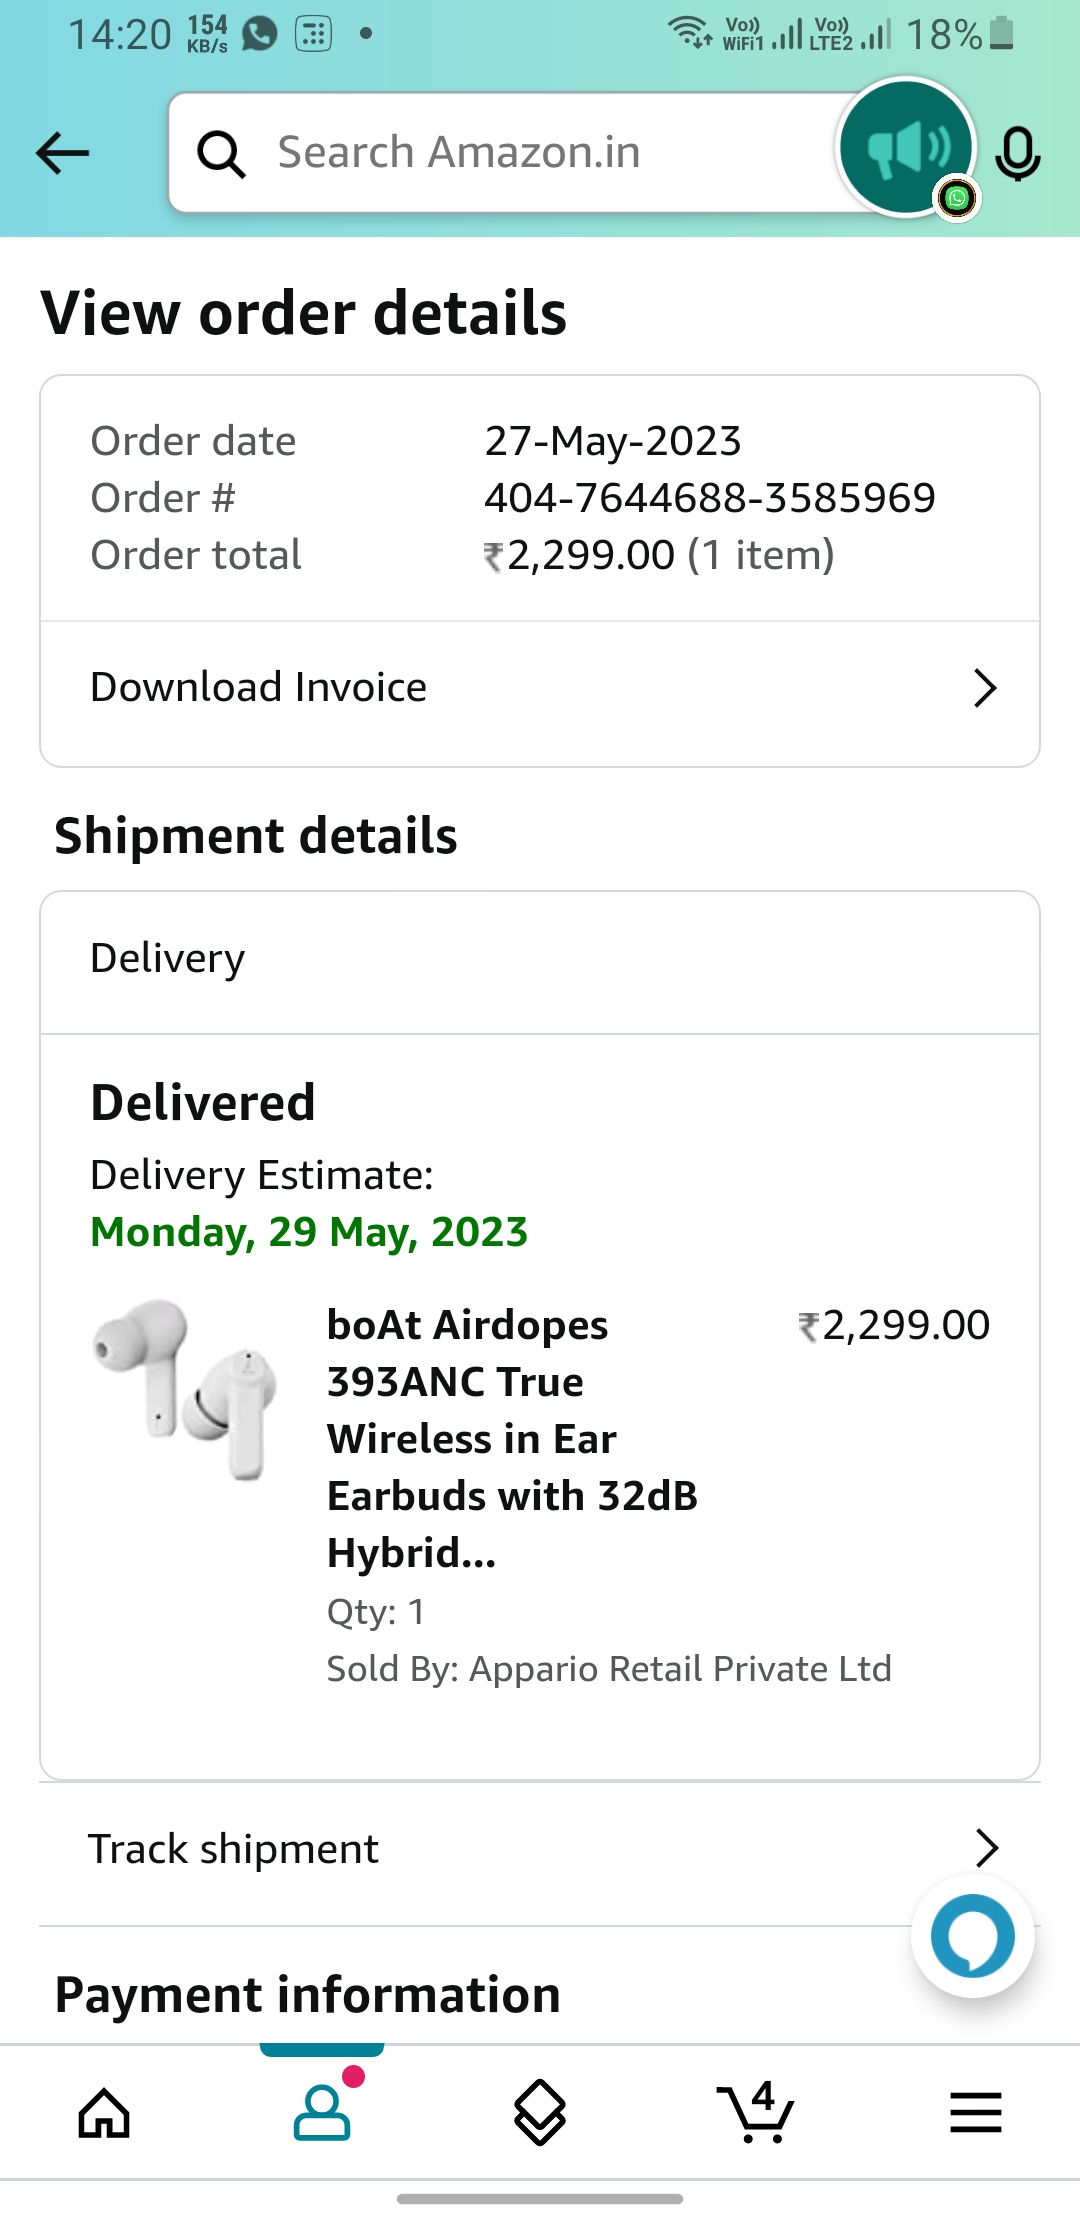 14:20 154 KB/s Vo)) WiFi1 Vo)) LTE2 18%
Search Amazon.in
View order details
Order date 27-May-2023
Order # 404-7644688-3585969
Order total ₹2,299.00 (1 item)
Download Invoice
Shipment details
Delivery
Delivered
Delivery Estimate:
Monday, 29 May, 2023
boAt Airdopes ₹2,299.00
393ANC True
Wireless in Ear
Earbuds with 32dB
Hybrid...
Qty: 1
Sold By: Appario Retail Private Ltd
Track shipment
Payment information
4